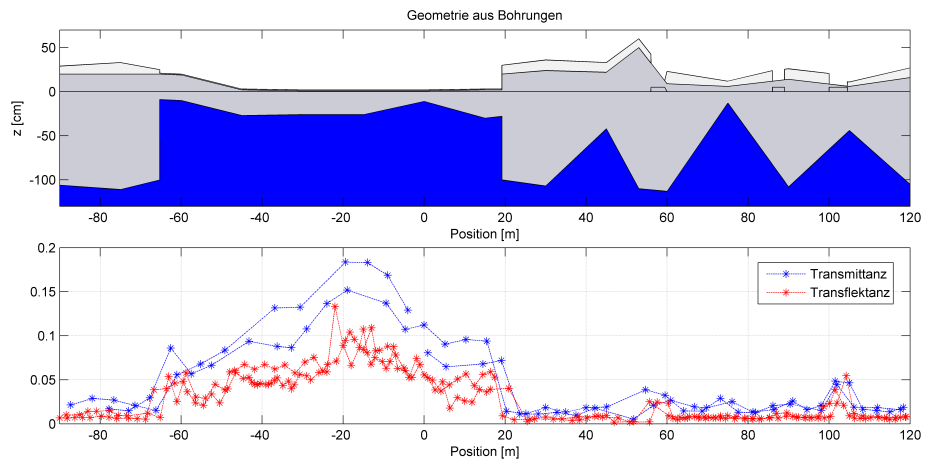 Geometrie aus Bohrungen
50
0
-50
-100
z [cm]
-80 -60 -40 -20 0 20 40 60 80 100 120
Position [m]
0.2
0.15
0.1
0.05
0
Transmittanz
Transflektanz
-80 -60 -40 -20 0 20 40 60 80 100 120
Position [m]